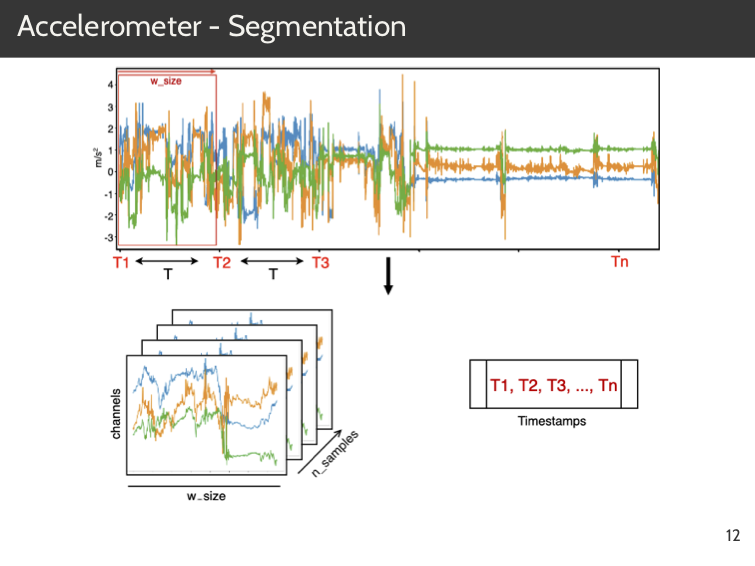 Accelerometer - Segmentation
w_size
4
3
2
1
0
-1
-2
-3
m/s²
T1 T T2 T T3 Tn
channels
w_size
n_samples
T1, T2, T3, ..., Tn
Timestamps
12